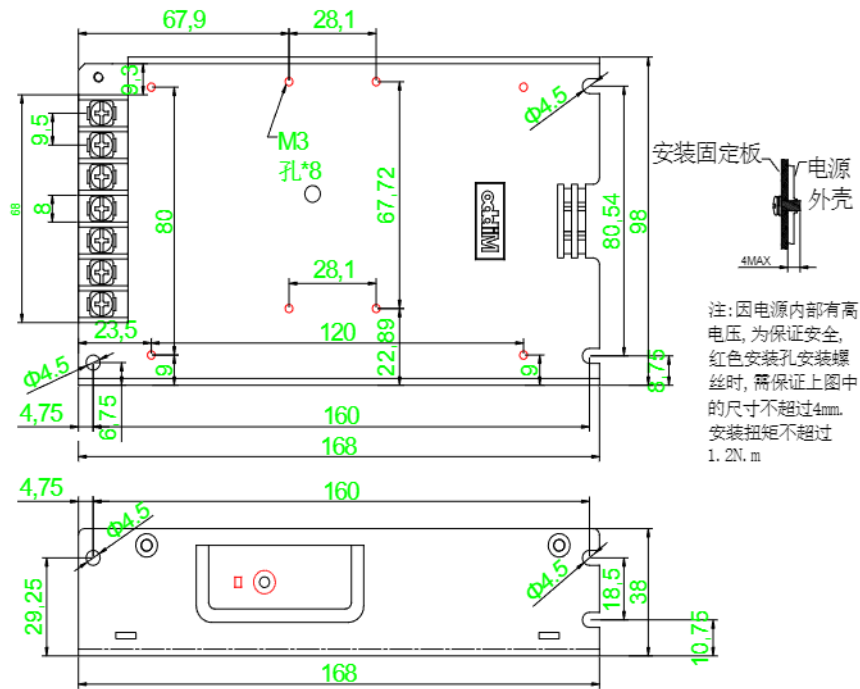 67,9
28,1
9,3
Φ4.5
9,5
M3
孔*8
安装固定板
电源
外壳
68
8
80
67,72
Mippo
80,54
98
4MAX
28,1
注:因电源内部有高
电压,为保证安全,
红色安装孔安装螺
丝时,需保证上图中
的尺寸不超过4mm.
安装扭矩不超过
1.2N.m
23,5
120
22,89
Φ4.5
9
9
8,75
4,75
6,75
160
168
4,75
160
Φ4.5
Φ4.5
29,25
18,5
38
10,75
168